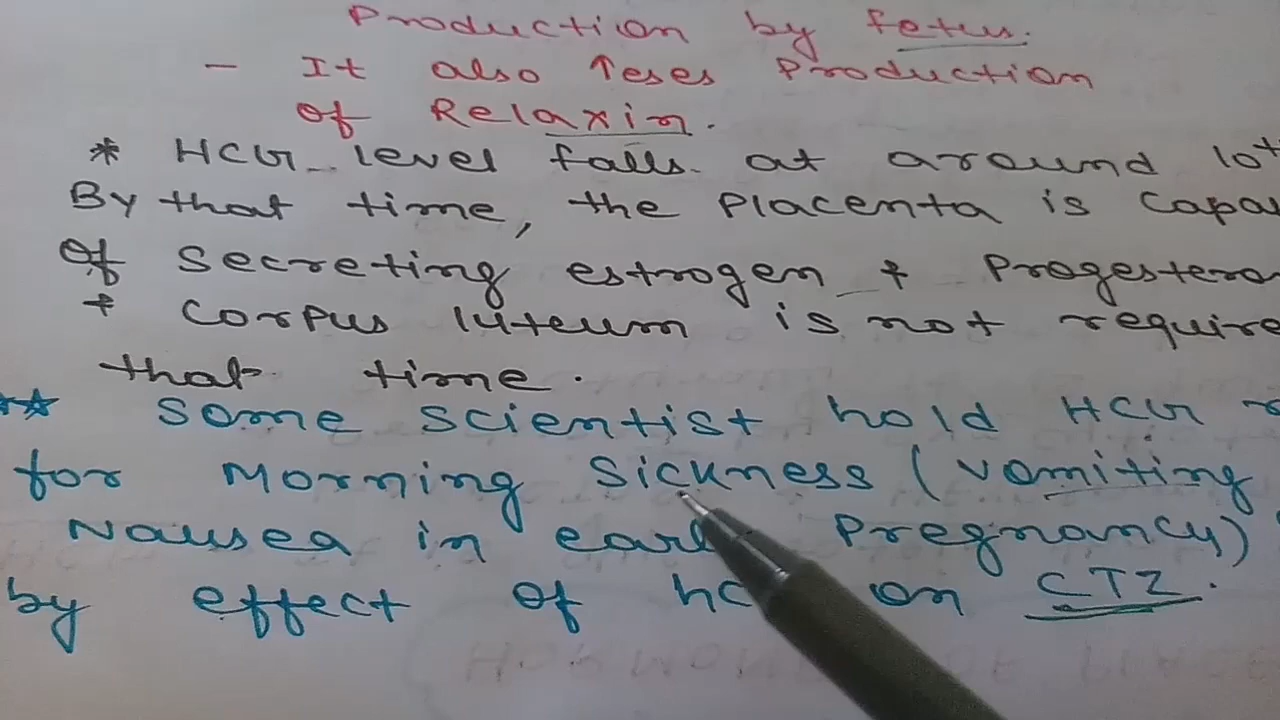 Production by fetus.
- It also ↑eses Production
of Relaxin.
* HCG level falls at around 10
By that time, the Placenta is
of secreting estrogen +
+ corpus luteum is not
that time.
** Some scientist hold HCG
for Morning Sickness (vomiting
Nausea in Pregnancy)
by effect of on CTZ.